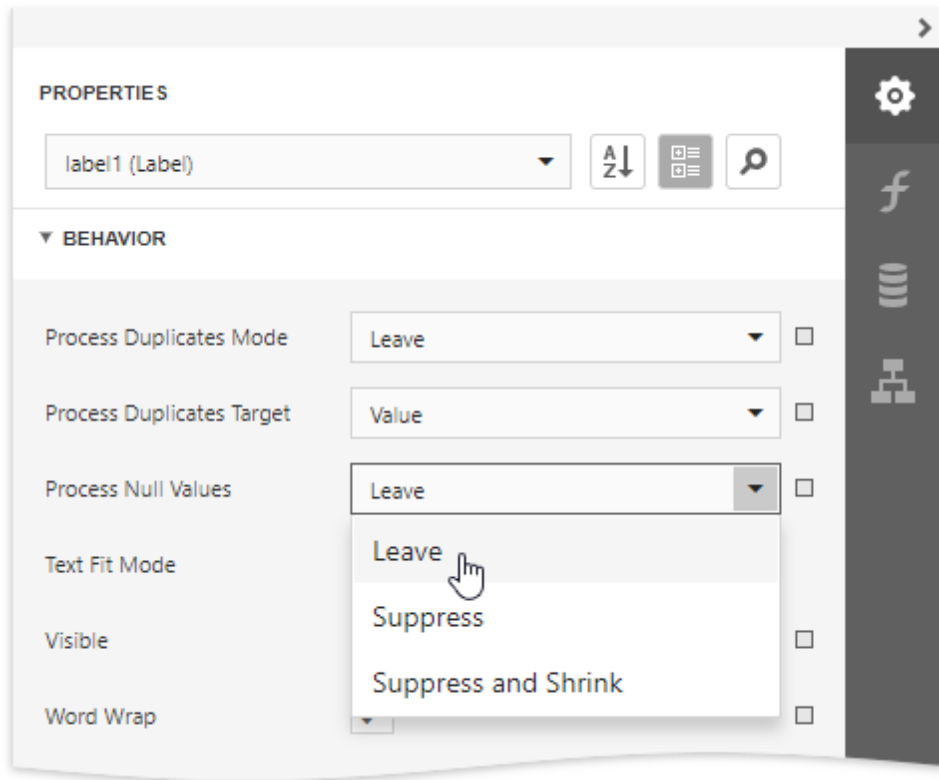 PROPERTIES
label1 (Label)
A
Z
BEHAVIOR
Process Duplicates Mode
Leave
Process Duplicates Target
Value
Process Null Values
Leave
Leave
Text Fit Mode
Suppress
Visible
Suppress and Shrink
Word Wrap